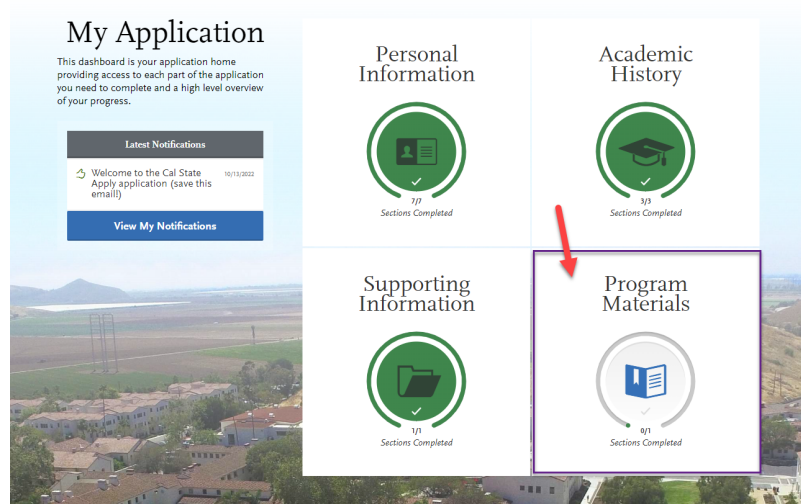 My Application
This dashboard is your application home
providing access to each part of the application
you need to complete and a high level overview
of your progress.
Latest Notifications
Welcome to the Cal State
Apply application (save this
email!)
10/13/2022
View My Notifications
Personal
Information
7/7
Sections Completed
Academic
History
3/3
Sections Completed
Supporting
Information
1/1
Sections Completed
Program
Materials
0/1
Sections Completed